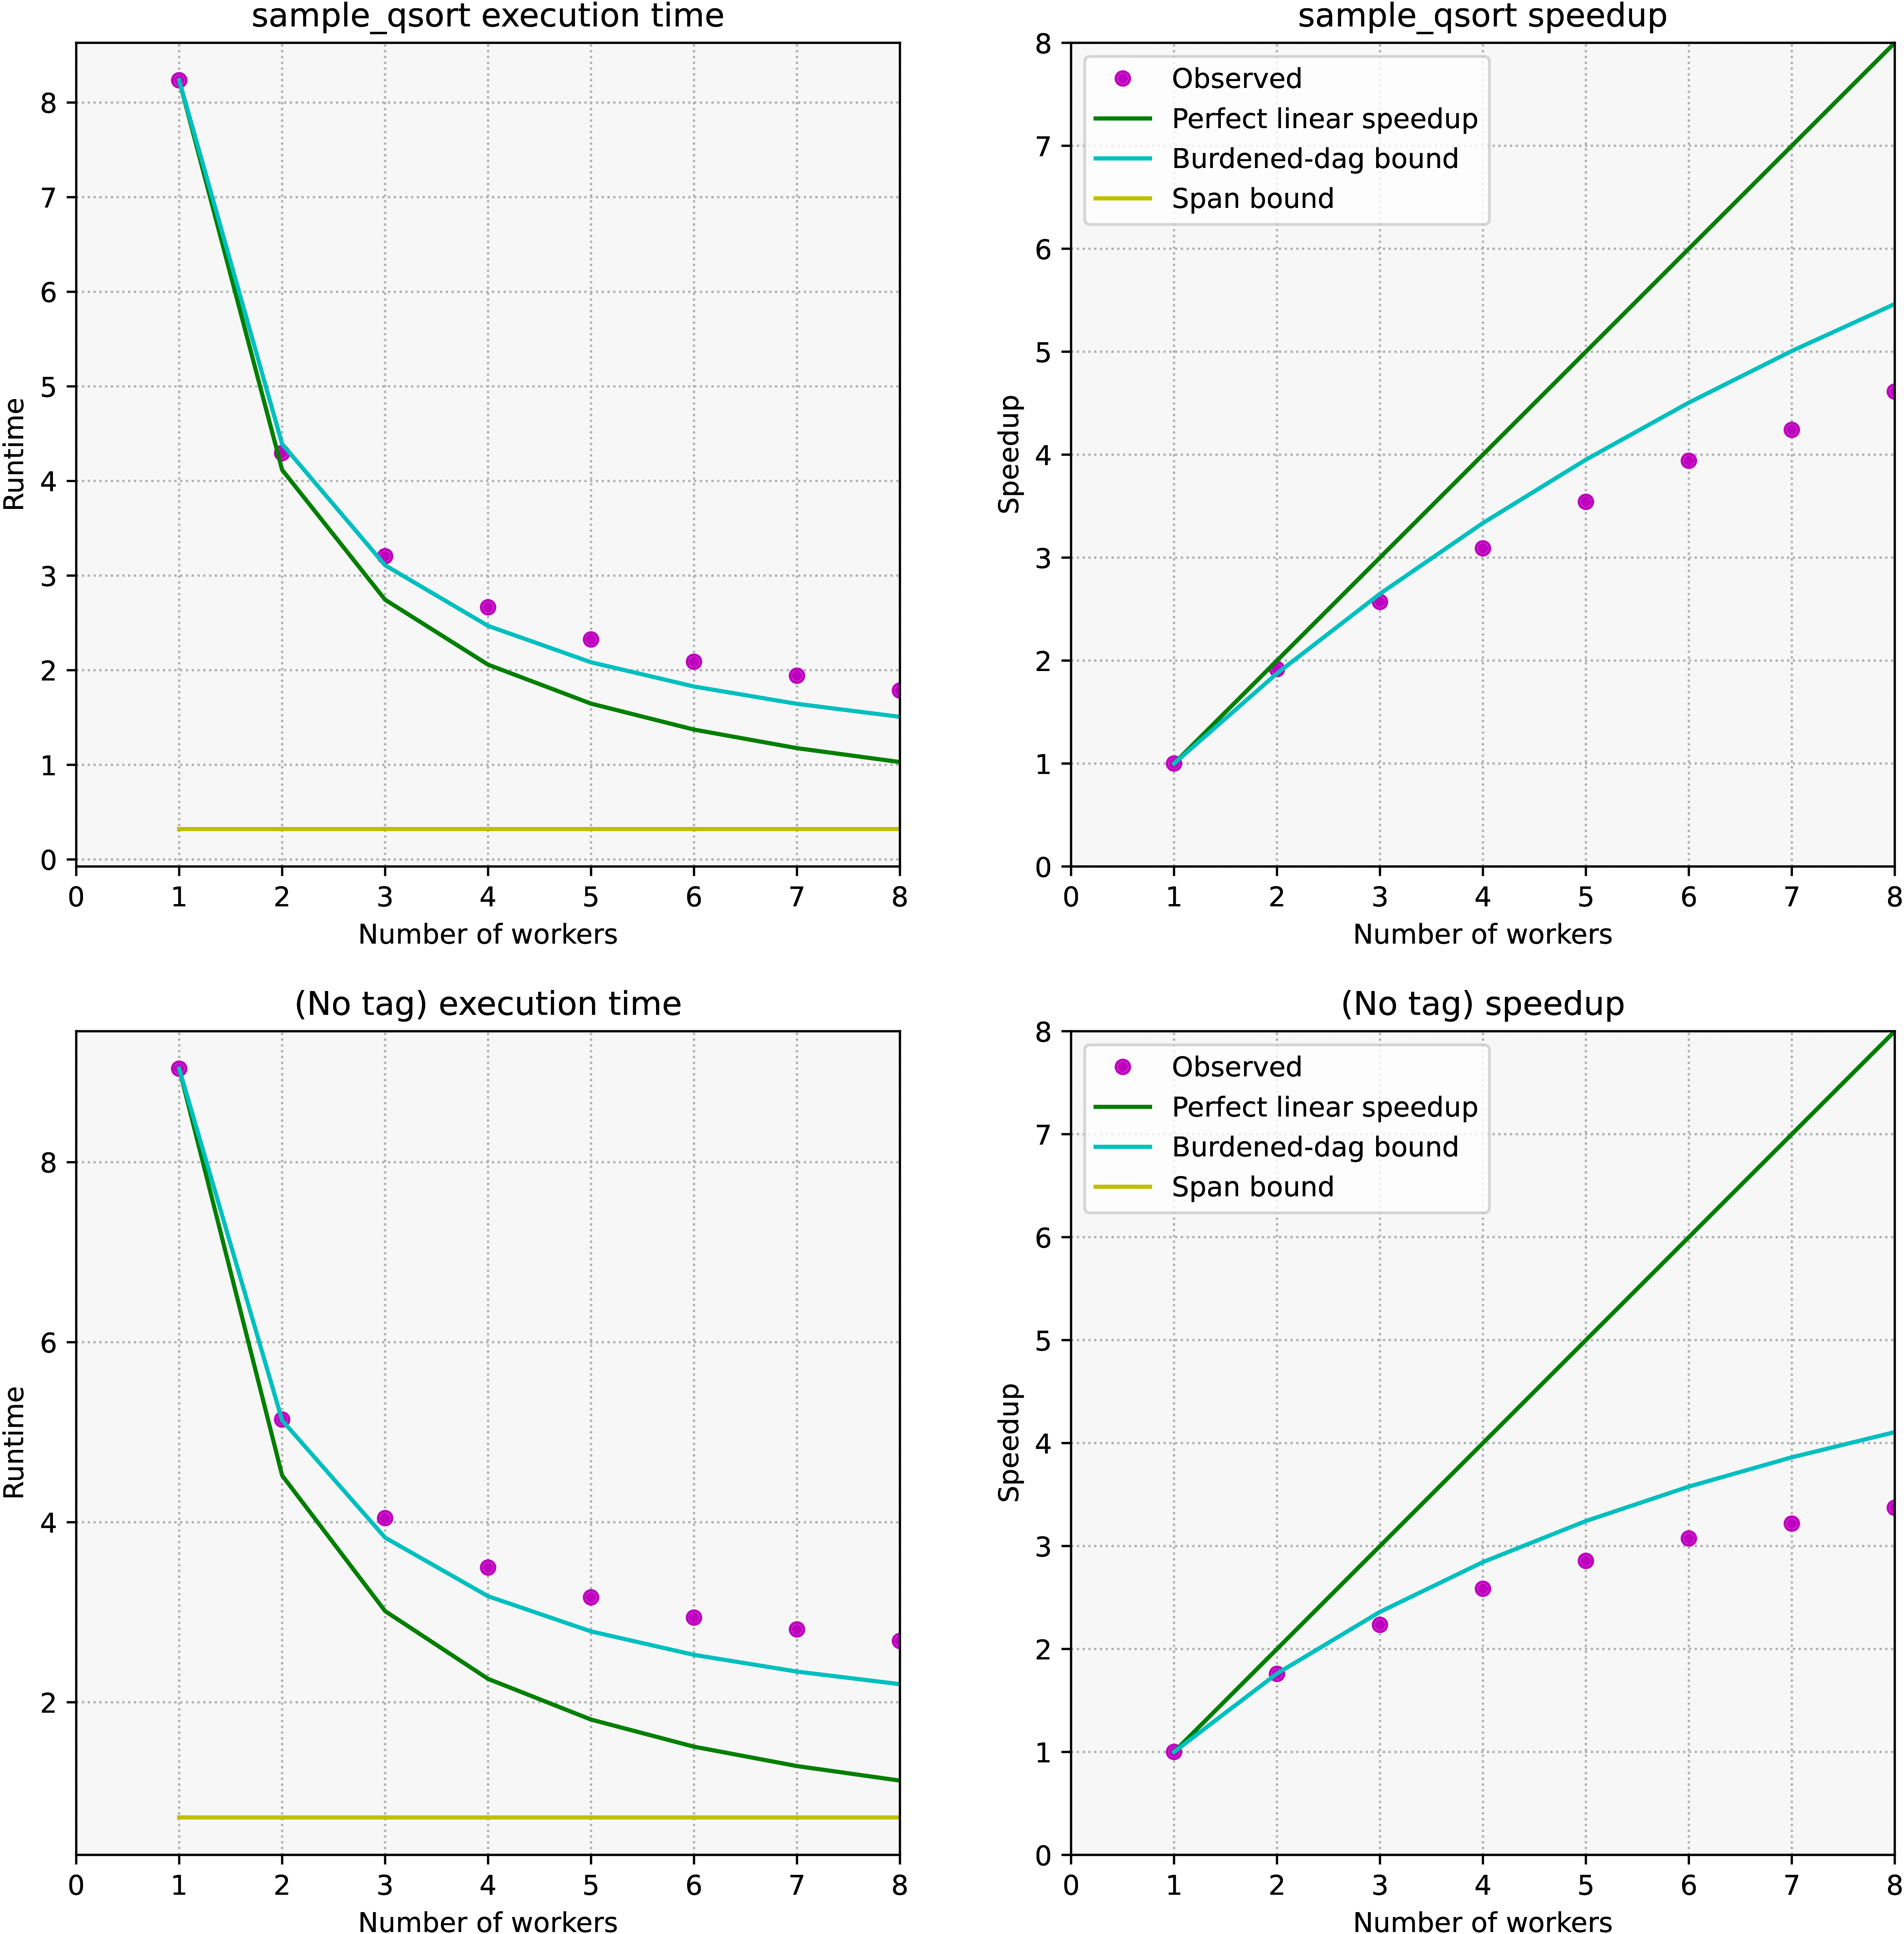 sample_qsort execution time
Runtime
8
7
6
5
4
3
2
1
0
0 1 2 3 4 5 6 7 8
Number of workers
sample_qsort speedup
Speedup
8
7
6
5
4
3
2
1
0
Observed
Perfect linear speedup
Burdened-dag bound
Span bound
0 1 2 3 4 5 6 7 8
Number of workers
(No tag) execution time
Runtime
8
6
4
2
0 1 2 3 4 5 6 7 8
Number of workers
(No tag) speedup
Speedup
8
7
6
5
4
3
2
1
0
Observed
Perfect linear speedup
Burdened-dag bound
Span bound
0 1 2 3 4 5 6 7 8
Number of workers